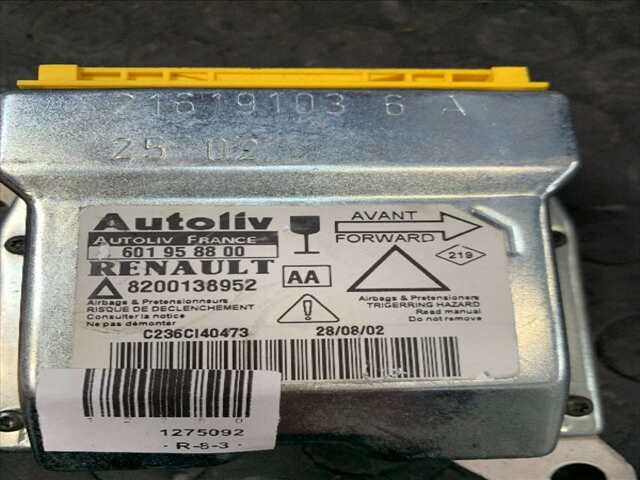 21619103 6 A
25 02
Autoliv
AUTOLIV FRANCE
601 95 88 00
RENAULT
8200138952
AA
AVANT
FORWARD
219
Airbags & Pretensionners
RISQUE DE DECLENCHEMENT
Consulter la notice
Ne pas démonter
Airbags & Pretensioners
TRIGERRING HAZARD
Read manual
Do not remove
C236CI40473
28/08/02
1275092
R-8-3